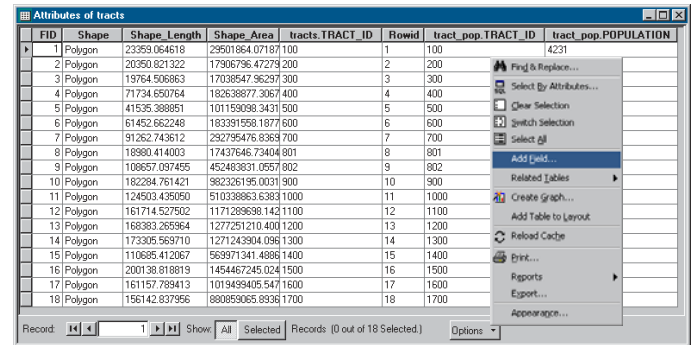 Attributes of tracts
FID Shape Shape_Length Shape_Area tracts.TRACT_ID Rowid tract_pop.TRACT_ID tract_pop.POPULATION
1 Polygon 23359.064618 29501864.07187 100 1 100 4231
2 Polygon 20350.821322 17906796.47279 200 2 200 Find & Replace...
3 Polygon 19764.506863 17038547.96297 300 3 300
4 Polygon 71734.650764 182638877.3067 400 4 400 Select By Attributes...
5 Polygon 41535.388851 101159098.3431 500 5 500 Clear Selection
6 Polygon 61452.662248 183391558.1877 600 6 600 Switch Selection
7 Polygon 91262.743612 292795476.8369 700 7 700 Select All
8 Polygon 18980.414003 17437646.73404 801 8 801 Add Field...
9 Polygon 108657.097455 452483831.0557 802 9 802
10 Polygon 182284.761421 982326195.0031 900 10 900 Related Tables
11 Polygon 124503.435050 510338863.6383 1000 11 1000 Create Graph...
12 Polygon 161714.527502 1171289698.142 1100 12 1100 Add Table to Layout
13 Polygon 168383.265964 1277251210.400 1200 13 1200
14 Polygon 173305.569710 1271243904.096 1300 14 1300 Reload Cache
15 Polygon 110685.412067 569971341.4886 1400 15 1400 Print...
16 Polygon 200138.818819 1454467245.024 1500 16 1500 Reports
17 Polygon 161157.789413 1019499405.547 1600 17 1600 Export...
18 Polygon 156142.837956 880859065.8936 1700 18 1700
Appearance...
Record: 1 Show: All Selected Records (0 out of 18 Selected.) Options